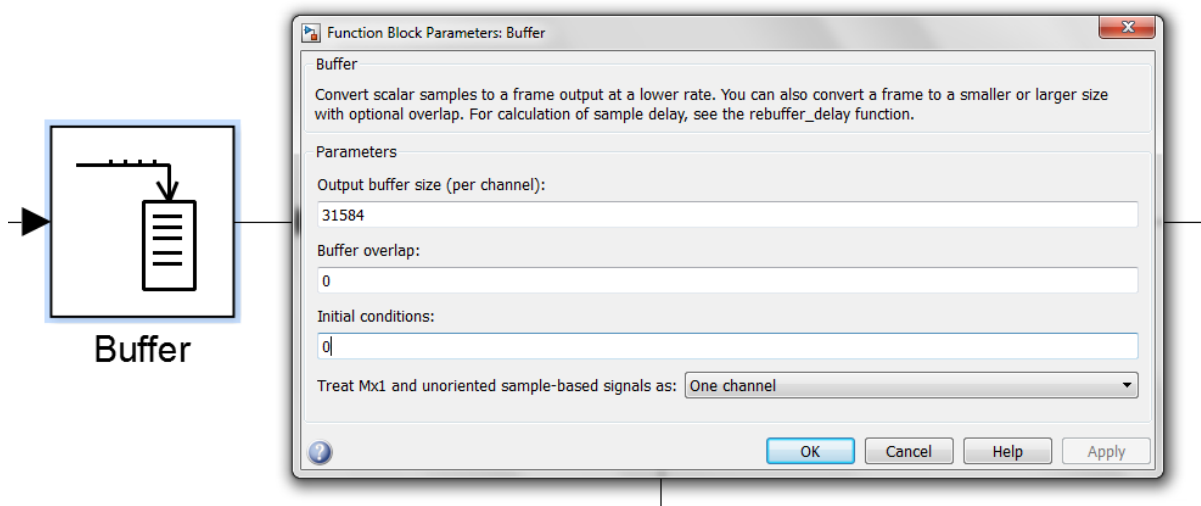 Function Block Parameters: Buffer
Buffer
Convert scalar samples to a frame output at a lower rate. You can also convert a frame to a smaller or larger size
with optional overlap. For calculation of sample delay, see the rebuffer_delay function.
Parameters
Output buffer size (per channel):
31584
Buffer overlap:
0
Initial conditions:
0
Treat Mx1 and unoriented sample-based signals as: One channel
OK Cancel Help Apply
Buffer